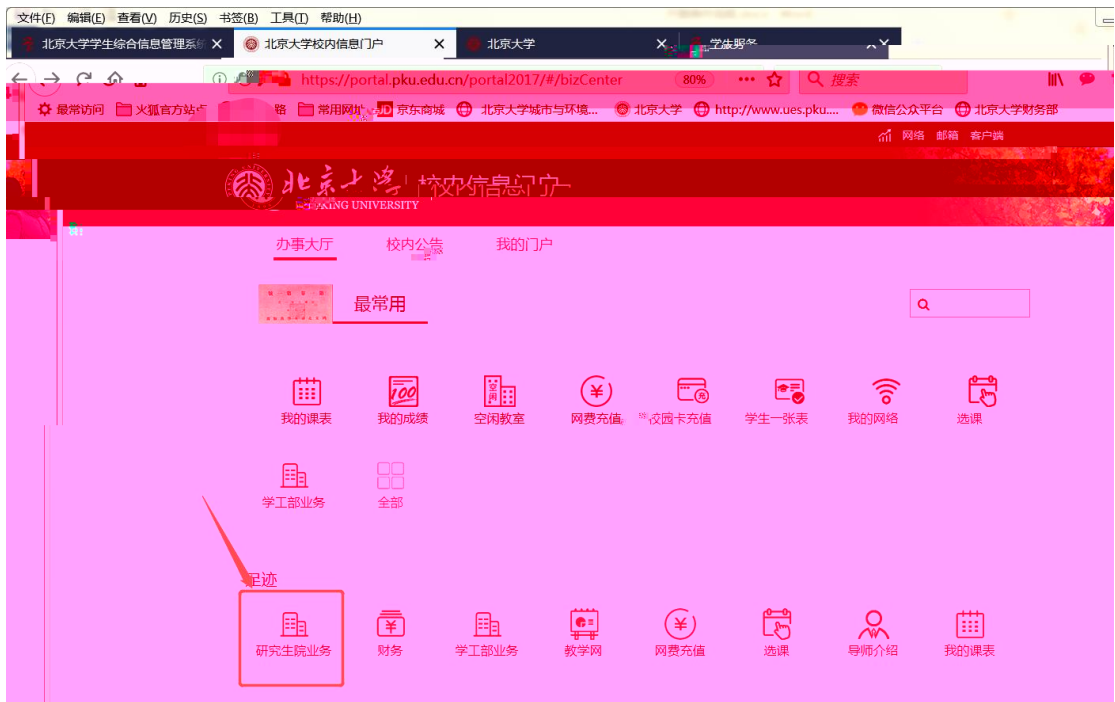 文件(F) 编辑(E) 查看(V) 历史(S) 书签(B) 工具(T) 帮助(H)
北京大学学生综合信息管理系统 北京大学校内信息门户 北京大学
https://portal.pku.edu.cn/portal2017/#/bizCenter 80% 搜索
最常访问 火狐官方站点 常用网址 京东商城 北京大学城市与环境... 北京大学 http://www.ues.pku.... 微信公众平台 北京大学财务部
网络 邮箱 客户端
北京大学 校内信息门户
UNIVERSITY
办事大厅 校内公告 我的门户
最常用
我的课表 我的成绩 空闲教室 网费充值 校园卡充值 学生一张表 我的网络 选课
学工部业务 全部
足迹
研究生院业务 财务 学工部业务 教学网 网费充值 选课 导师介绍 我的课表